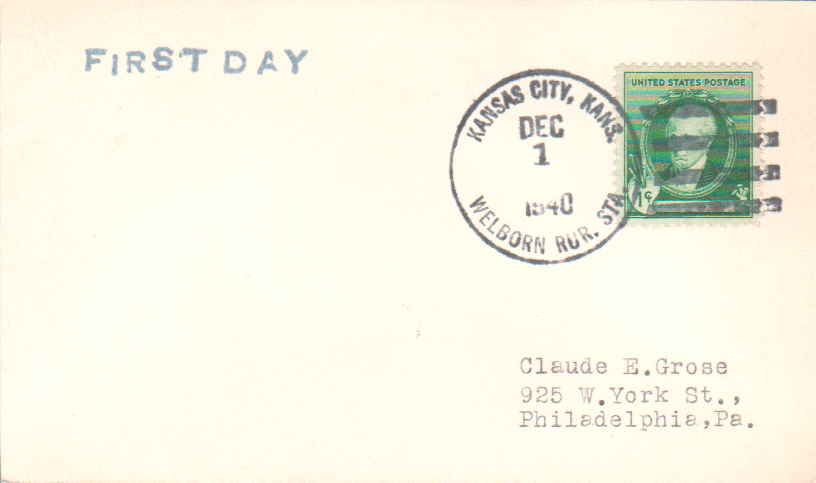 FIRST DAY
KANSAS CITY, KANS.
DEC
1
1940
WELBORN RUR. STA.
UNITED STATES POSTAGE
1¢
Claude E.Grose
925 W.York St.,
Philadelphia,Pa.